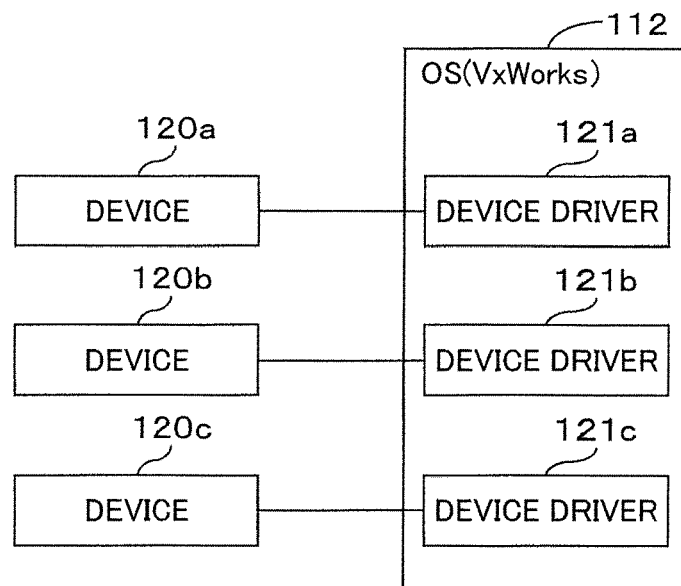 112
OS(VxWorks)
120a
121a
DEVICE
DEVICE DRIVER
120b
121b
DEVICE
DEVICE DRIVER
120c
121c
DEVICE
DEVICE DRIVER